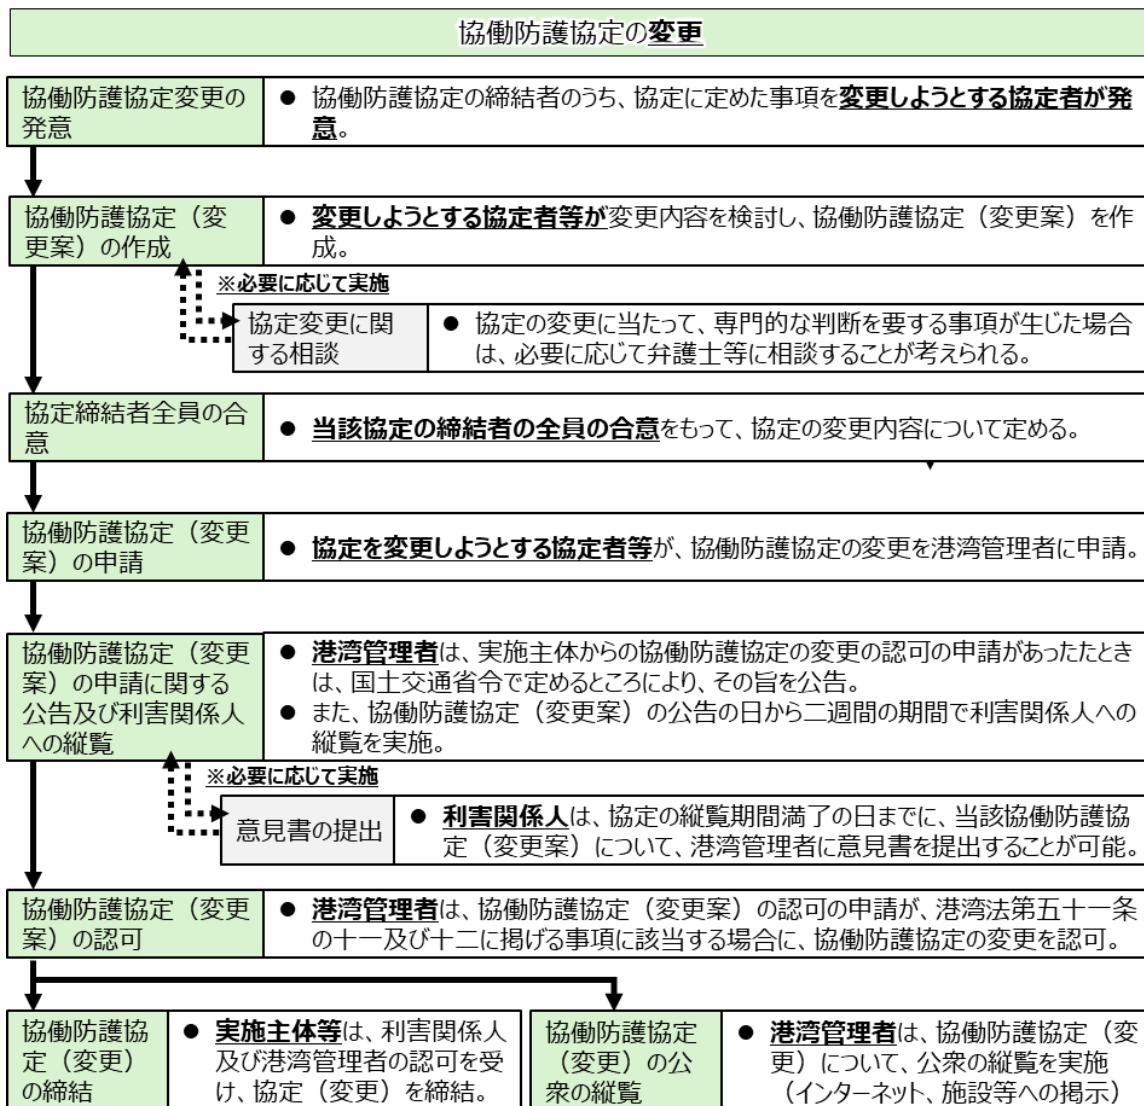 協働防護協定の変更
協働防護協定変更の
発意
● 協働防護協定の締結者のうち、協定に定めた事項を変更しようとする協定者が発
意。
協働防護協定（変
更案）の作成
● 変更しようとする協定者等が変更内容を検討し、協働防護協定（変更案）を作
成。
※必要に応じて実施
協定変更に関
する相談
● 協定の変更に当たって、専門的な判断を要する事項が生じた場合
は、必要に応じて弁護士等に相談することが考えられる。
協定締結者全員の合
意
● 当該協定の締結者の全員の合意をもって、協定の変更内容について定める。
協働防護協定（変更
案）の申請
● 協定を変更しようとする協定者等が、協働防護協定の変更を港湾管理者に申請。
協働防護協定（変更
案）の申請に関する
公告及び利害関係人
への縦覧
● 港湾管理者は、実施主体からの協働防護協定の変更の認可の申請があったたとき
は、国土交通省令で定めるところにより、その旨を公告。
● また、協働防護協定（変更案）の公告の日から二週間の期間で利害関係人への
縦覧を実施。
※必要に応じて実施
意見書の提出
● 利害関係人は、協定の縦覧期間満了の日までに、当該協働防護協
定（変更案）について、港湾管理者に意見書を提出することが可能。
協働防護協定（変更
案）の認可
● 港湾管理者は、協働防護協定（変更案）の認可の申請が、港湾法第五十一条
の十一及び十二に掲げる事項に該当する場合に、協働防護協定の変更を認可。
協働防護協
定（変更）
の締結
● 実施主体等は、利害関係人
及び港湾管理者の認可を受
け、協定（変更）を締結。
協働防護協定
（変更）の公
衆の縦覧
● 港湾管理者は、協働防護協定（変
更）について、公衆の縦覧を実施
（インターネット、施設等への掲示）